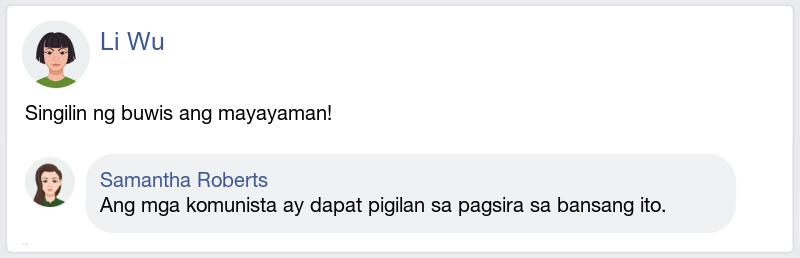 Li Wu
Singilin ng buwis ang mayayaman!
Samantha Roberts
Ang mga komunista ay dapat pigilan sa pagsira sa bansang ito.